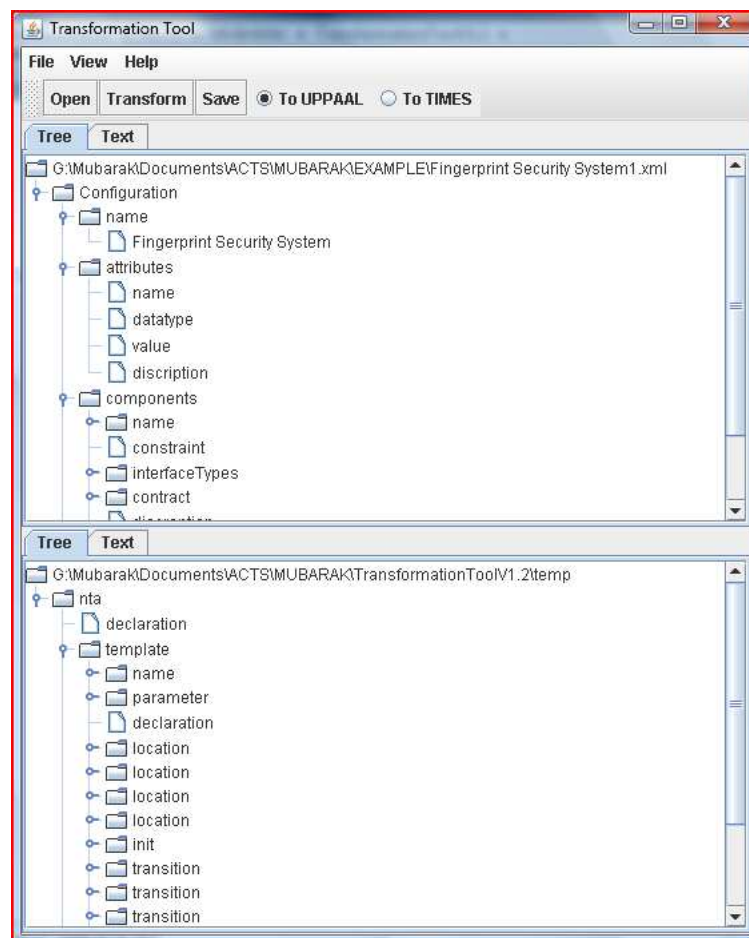 Transformation Tool
File View Help
Open Transform Save To UPPAAL To TIMES
Tree Text
G:\Mubarak\Documents\ACTS\MUBARAK\EXAMPLE\Fingerprint Security System1.xml
Configuration
name
Fingerprint Security System
attributes
name
datatype
value
discription
components
name
constraint
interfaceTypes
contract
Tree Text
G:\Mubarak\Documents\ACTS\MUBARAK\TransformationToolV1.2\temp
nta
declaration
template
name
parameter
declaration
location
location
location
location
init
transition
transition
transition